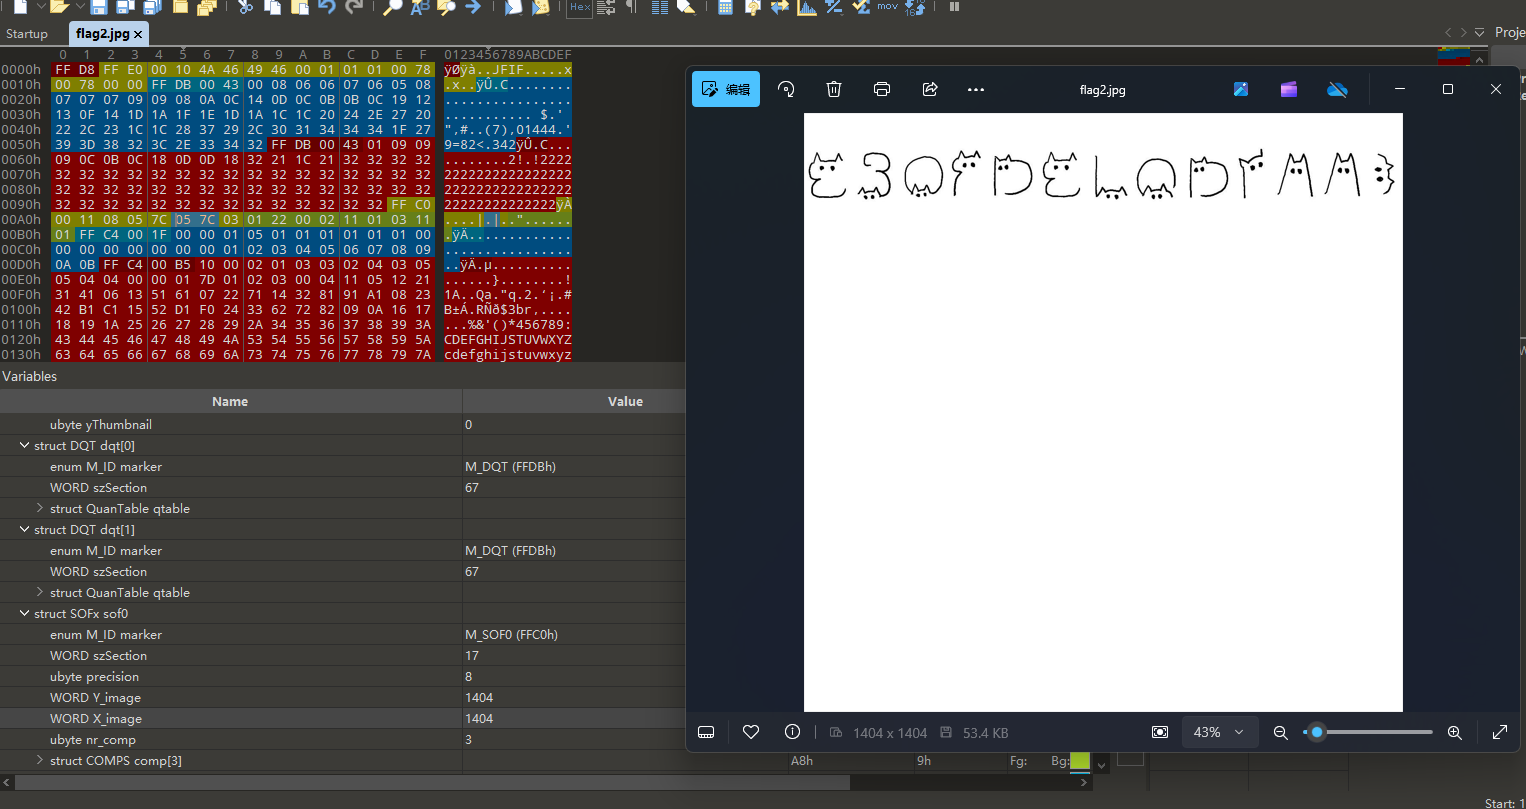 Startup
flag2.jpg ×
Proje
0 1 2 3 4 5 6 7 8 9 A B C D E F 0123456789ABCDEF
0000h FF D8 FF E0 00 10 4A 46 49 46 00 01 01 01 00 78 ÿØÿà..JFIF.....x
0010h 00 78 00 00 FF DB 00 43 00 08 06 06 07 06 05 08 .x..ÿÛ.C........
0020h 07 07 07 09 09 08 0A 0C 14 0D 0C 0B 0B 0C 19 12 ................
0030h 13 0F 14 1D 1A 1F 1E 1D 1A 1C 1C 20 24 2E 27 20 ........... $.'
0040h 22 2C 23 1C 1C 28 37 29 2C 30 31 34 34 34 1F 27 ",#..(7),01444.'
0050h 39 3D 38 32 3C 2E 33 34 32 FF DB 00 43 01 09 09 9=82<.342ÿÛ.C...
0060h 09 0C 0B 0C 18 0D 0D 18 32 21 1C 21 32 32 32 32 ........2!.!2222
0070h 32 32 32 32 32 32 32 32 32 32 32 32 32 32 32 32 2222222222222222
0080h 32 32 32 32 32 32 32 32 32 32 32 32 32 32 32 32 2222222222222222
0090h 32 32 32 32 32 32 32 32 32 32 32 32 32 32 FF C0 22222222222222ÿÀ
00A0h 00 11 08 05 7C 05 7C 03 01 22 00 02 11 01 03 11 ....|.|.."......
00B0h 01 FF C4 00 1F 00 00 01 05 01 01 01 01 01 01 00 .ÿÄ.............
00C0h 00 00 00 00 00 00 00 01 02 03 04 05 06 07 08 09 ................
00D0h 0A 0B FF C4 00 B5 10 00 02 01 03 03 02 04 03 05 ..ÿÄ.µ..........
00E0h 05 04 04 00 00 01 7D 01 02 03 00 04 11 05 12 21 ......}........!
00F0h 31 41 06 13 51 61 07 22 71 14 32 81 91 A1 08 23 1A..Qa."q.2.‘¡.#
0100h 42 B1 C1 15 52 D1 F0 24 33 62 72 82 09 0A 16 17 B±Á.RÑð$3br‚....
0110h 18 19 1A 25 26 27 28 29 2A 34 35 36 37 38 39 3A ...%&'()*456789:
0120h 43 44 45 46 47 48 49 4A 53 54 55 56 57 58 59 5A CDEFGHIJSTUVWXYZ
0130h 63 64 65 66 67 68 69 6A 73 74 75 76 77 78 79 7A cdefghijstuvwxyz
Variables
Name Value
ubyte yThumbnail 0
struct DQT dqt[0]
enum M_ID marker M_DQT (FFDBh)
WORD szSection 67
struct QuanTable qtable
struct DQT dqt[1]
enum M_ID marker M_DQT (FFDBh)
WORD szSection 67
struct QuanTable qtable
struct SOFx sof0
enum M_ID marker M_SOF0 (FFC0h)
WORD szSection 17
ubyte precision 8
WORD Y_image 1404
WORD X_image 1404
ubyte nr_comp 3
struct COMPS comp[3] A8h 9h Fg: Bg:
编辑
flag2.jpg
1404 x 1404 53.4 KB 43%
Start: 1